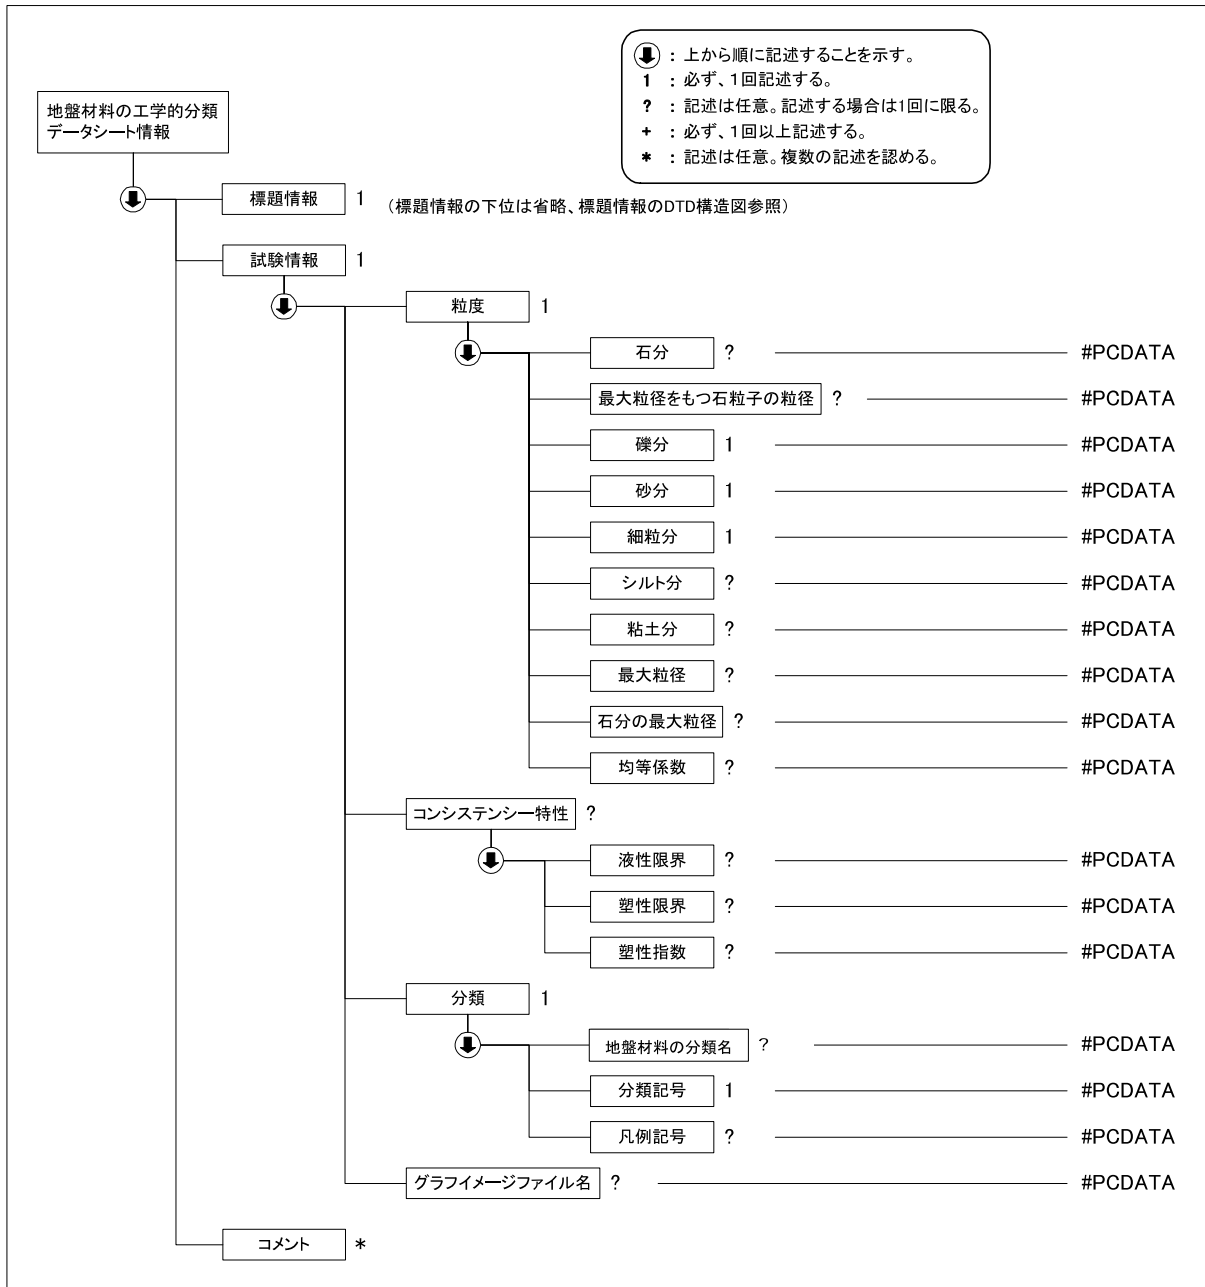 : 上から順に記述することを示す。
1 : 必ず、1回記述する。
? : 記述は任意。記述する場合は1回に限る。
+ : 必ず、1回以上記述する。
* : 記述は任意。複数の記述を認める。
地盤材料の工学的分類
データシート情報
標題情報 1 (標題情報の下位は省略、標題情報のDTD構造図参照)
試験情報 1
粒度 1
石分 ? #PCDATA
最大粒径をもつ石粒子の粒径 ? #PCDATA
礫分 1 #PCDATA
砂分 1 #PCDATA
細粒分 1 #PCDATA
シルト分 ? #PCDATA
粘土分 ? #PCDATA
最大粒径 ? #PCDATA
石分の最大粒径 ? #PCDATA
均等係数 ? #PCDATA
コンシステンシー特性 ?
液性限界 ? #PCDATA
塑性限界 ? #PCDATA
塑性指数 ? #PCDATA
分類 1
地盤材料の分類名 ? #PCDATA
分類記号 1 #PCDATA
凡例記号 ? #PCDATA
グラフイメージファイル名 ? #PCDATA
コメント *